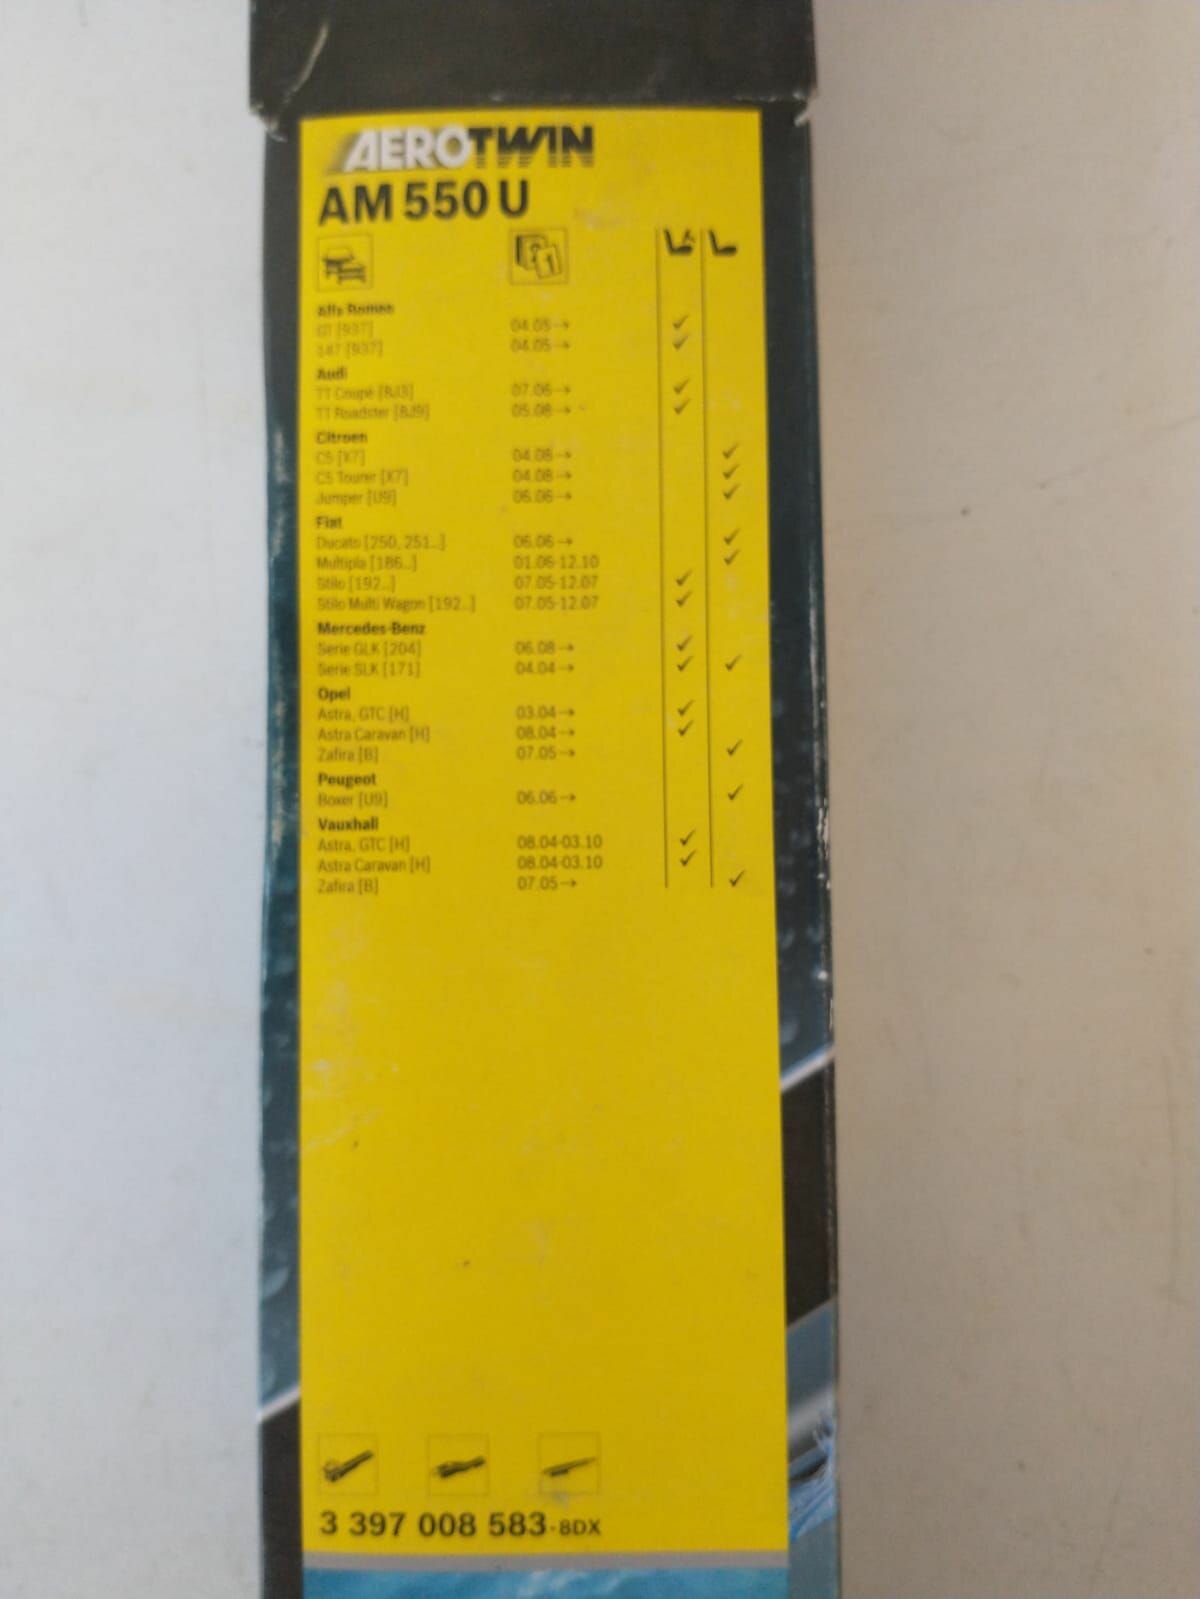 AEROTWIN
AM 550 U
Alfa Romeo
GT [937] 04.05→ ✓
147 [937] 04.05→ ✓
Audi
TT Coupé [8J3] 07.06→ ✓
TT Roadster [8J9] 05.08→ ✓
Citroen
C5 [X7] 04.08→ ✓
C5 Tourer [X7] 04.08→ ✓
Jumper [U9] 06.06→ ✓
Fiat
Ducato [250, 251..] 06.06→ ✓
Multipla [186..] 01.06-12.10 ✓
Stilo [192..] 07.05-12.07 ✓
Stilo Multi Wagon [192..] 07.05-12.07 ✓
Mercedes-Benz
Serie GLK [204] 06.08→ ✓
Serie SLK [171] 04.04→ ✓ ✓
Opel
Astra, GTC [H] 03.04→ ✓
Astra Caravan [H] 08.04→ ✓
Zafira [B] 07.05→ ✓
Peugeot
Boxer [U9] 06.06→ ✓
Vauxhall
Astra, GTC [H] 08.04-03.10 ✓
Astra Caravan [H] 08.04-03.10 ✓
Zafira [B] 07.05→ ✓
3 397 008 583-8DX